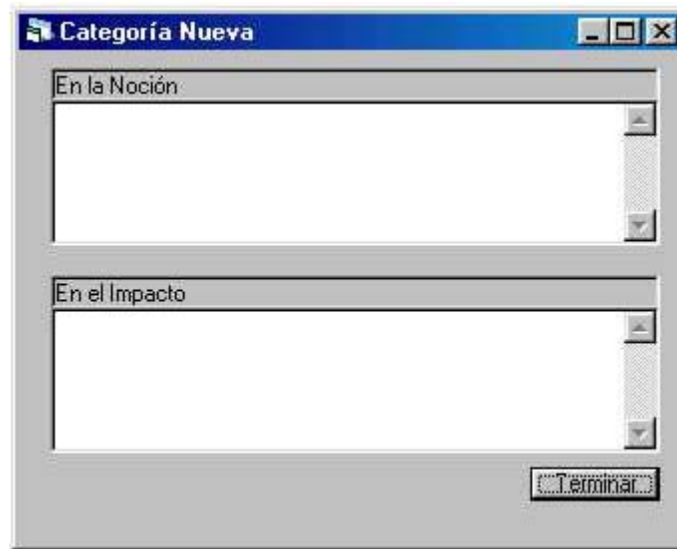 Categoría Nueva
En la Noción
En el Impacto
Terminar